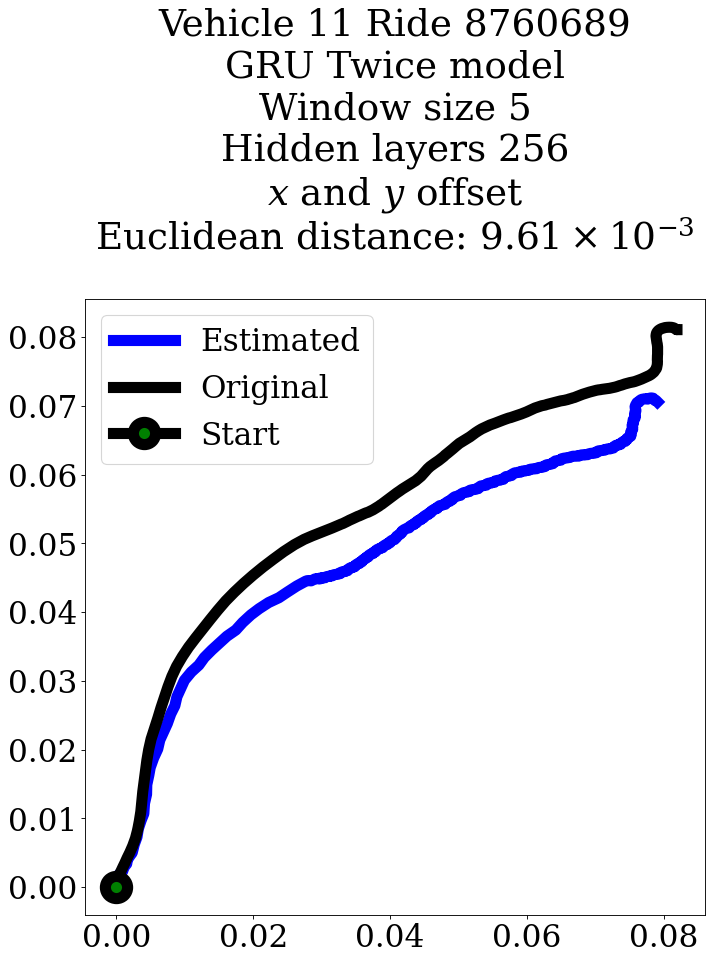 Vehicle 11 Ride 8760689
GRU Twice model
Window size 5
Hidden layers 256
x and y offset
Euclidean distance: 9.61 × 10⁻³
Estimated
Original
Start
0.08
0.07
0.06
0.05
0.04
0.03
0.02
0.01
0.00
0.00 0.02 0.04 0.06 0.08